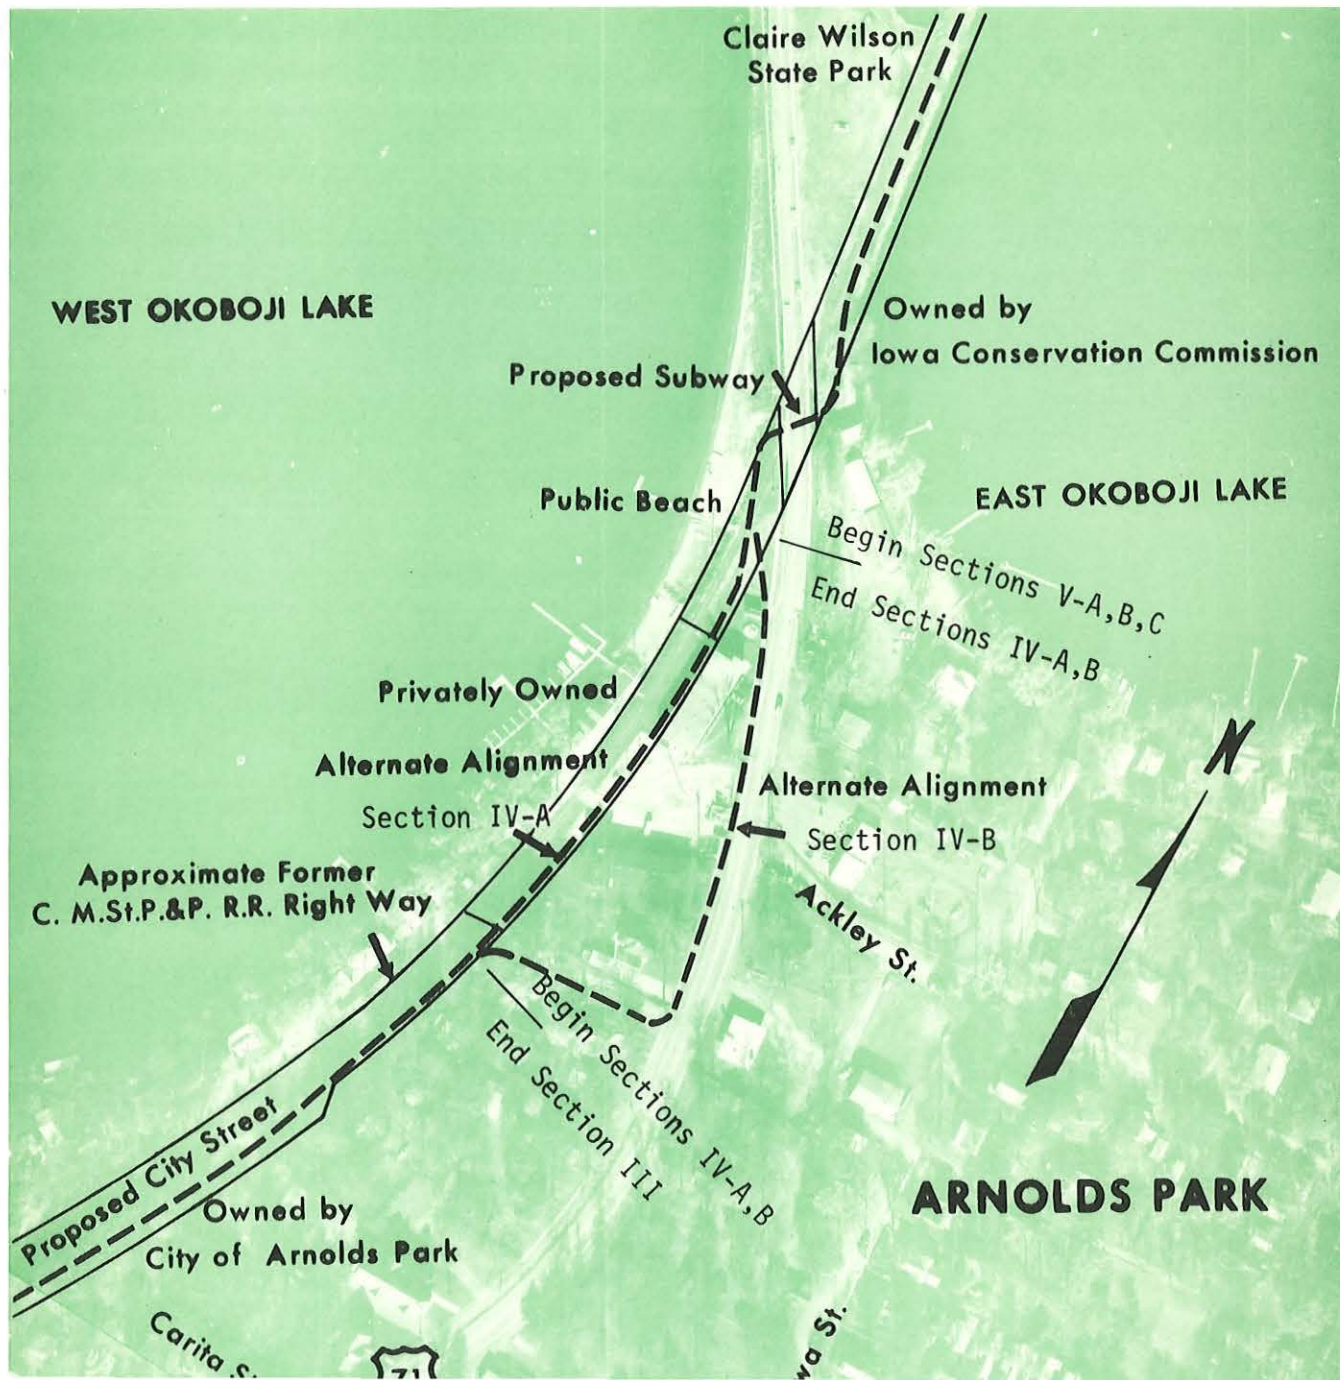 Claire Wilson
State Park
WEST OKOBOJI LAKE
Owned by
Iowa Conservation Commission
Proposed Subway
Public Beach
EAST OKOBOJI LAKE
Begin Sections V-A,B,C
End Sections IV-A,B
Privately Owned
Alternate Alignment
Section IV-A
Alternate Alignment
Section IV-B
Approximate Former
C. M.St.P.&P. R.R. Right Way
Ackley St.
N
Begin Sections IV-A,B
End Section III
Proposed City Street
Owned by
City of Arnolds Park
ARNOLDS PARK
Carita
71
St.